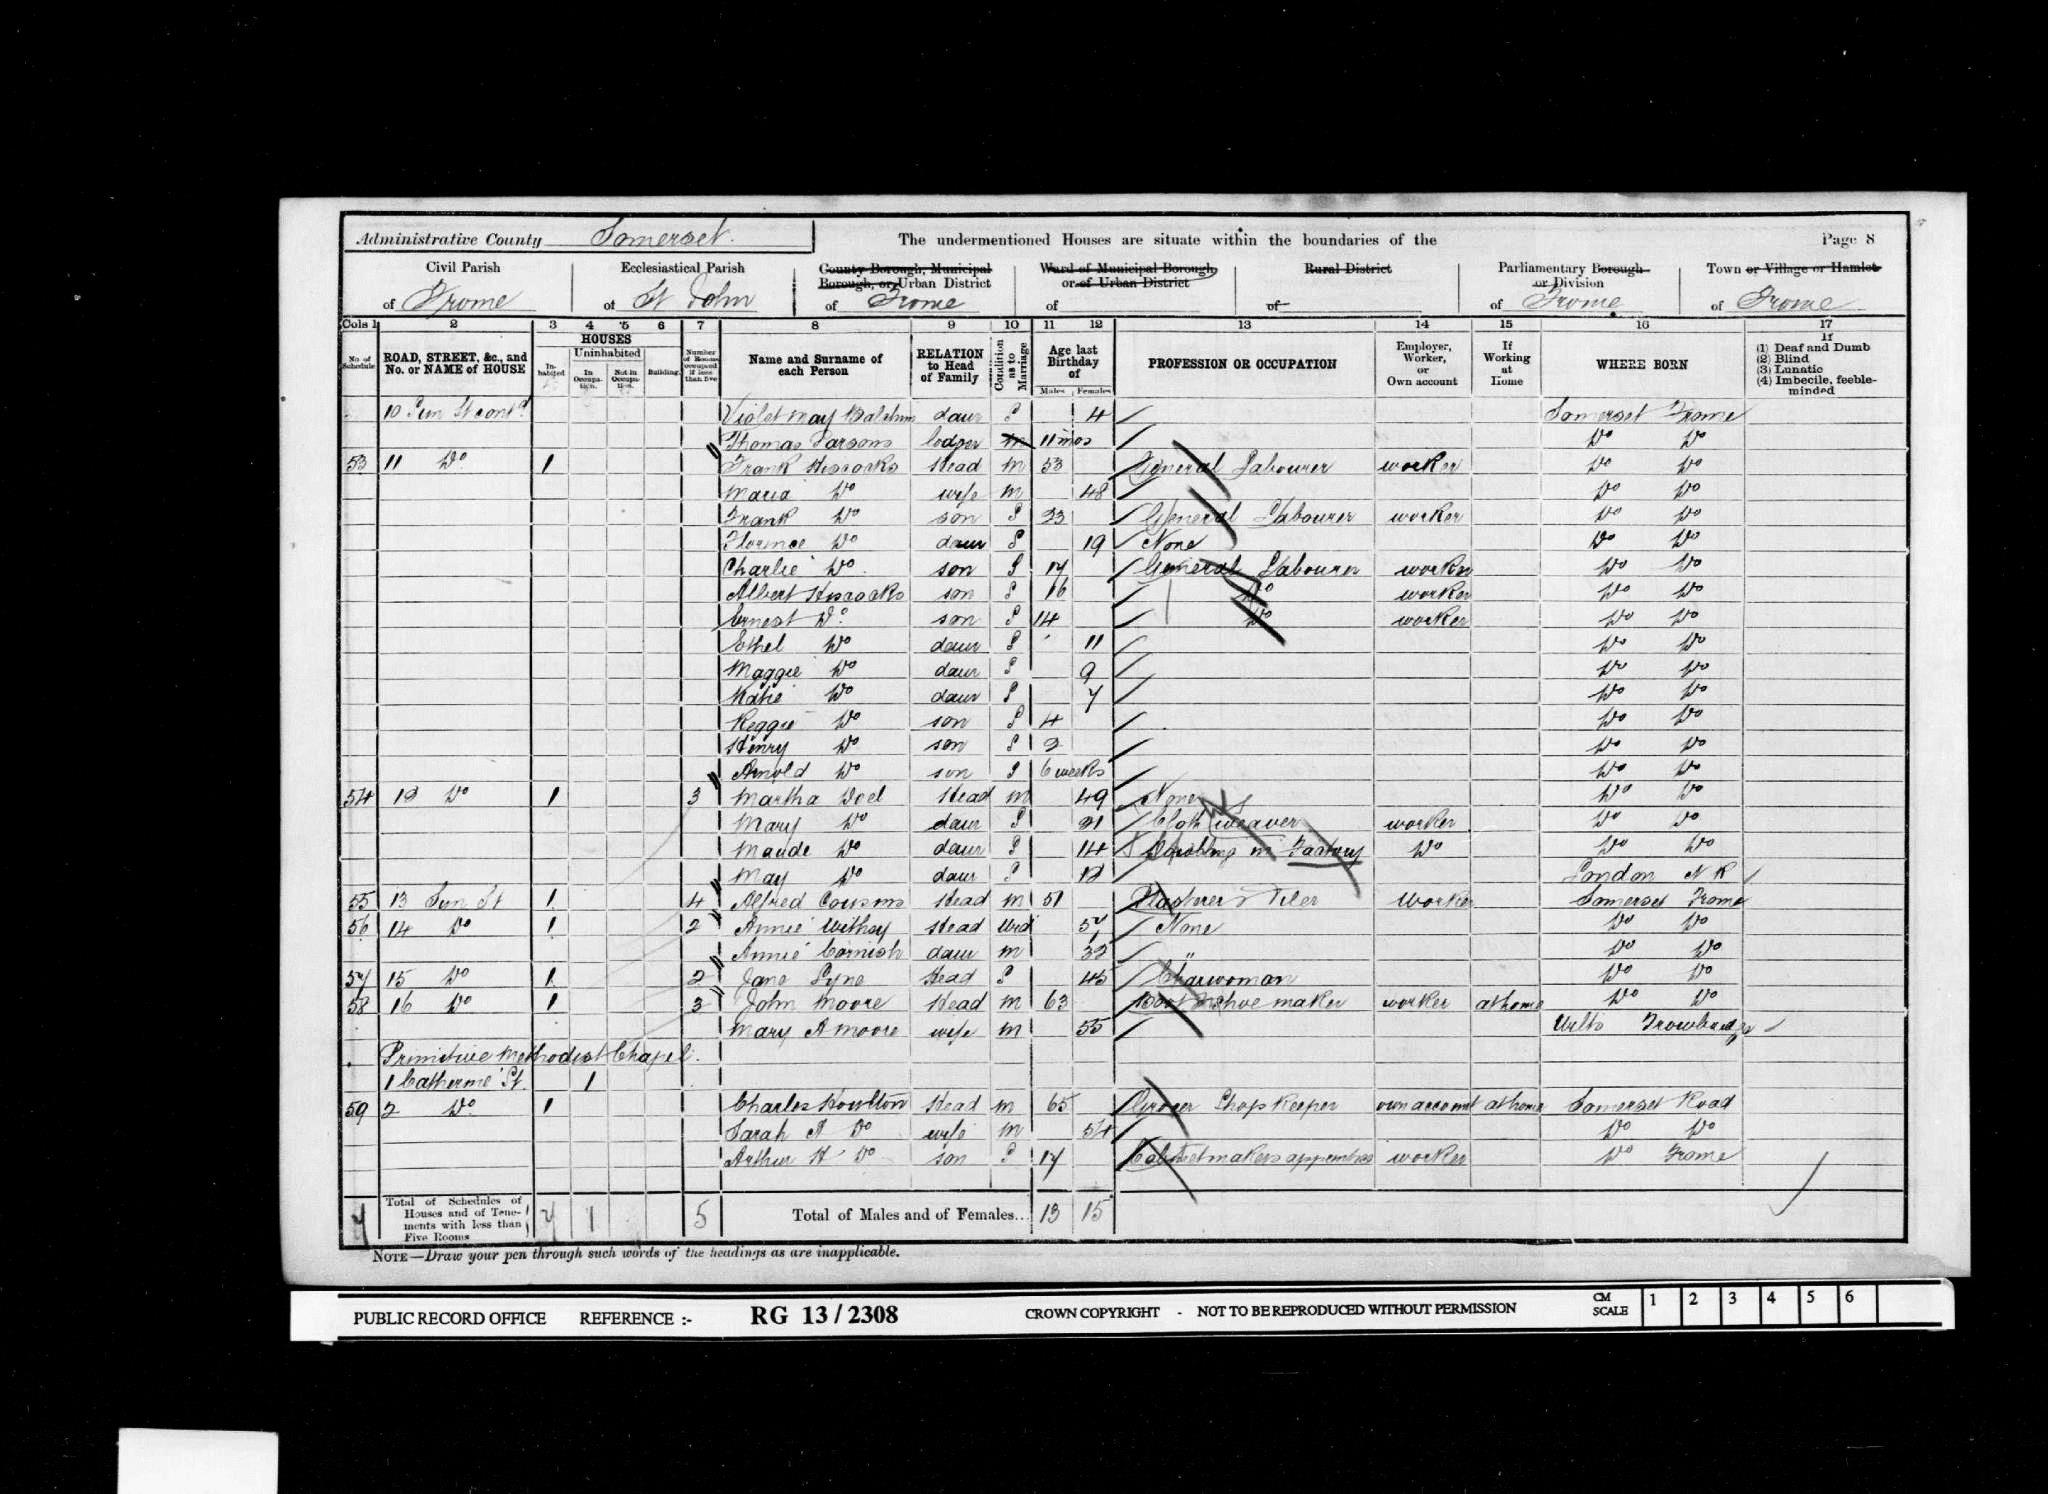 Administrative County Somerset. The undermentioned Houses are situate within the boundaries of the Page 8
Civil Parish Ecclesiastical Parish County Borough, Municipal Borough, or Urban District Ward of Municipal Borough or of Urban District Rural District Parliamentary Borough or Division Town or Village or Hamlet
of Frome of St John of Frome of of of Frome of Frome
Cols 1 2 3 4 5 6 7 8 9 10 11 12 13 14 15 16 17
No. of Schedule ROAD, STREET, &c., and No. or NAME of HOUSE HOUSES Inhabited Uninhabited In Occupation. Not in Occupation. Building. Number of Rooms occupied if less than five Name and Surname of each Person RELATION to Head of Family Condition as to Marriage Age last Birthday of Males Females PROFESSION OR OCCUPATION Employer, Worker, or Own account If Working at Home WHERE BORN If (1) Deaf and Dumb (2) Blind (3) Lunatic (4) Imbecile, feeble-minded
10 Sun St contd Violet May daur S 4 Somerset Frome
Thomas Parsons lodger m 11 mos Do Do
53 11 Do 1 Frank Hiscocks Head m 53 General Labourer worker Do Do
Maria Do wife m 48 Do Do
Frank Do son S 23 General Labourer worker Do Do
Florence Do daur S 19 None Do Do
Charlie Do son S 17 General Labourer worker Do Do
Albert Hiscocks son S 16 Do worker Do Do
Ernest Do son S 14 Do worker Do Do
Ethel Do daur S 11 Do Do
Maggie Do daur S 9 Do Do
Katie Do daur S 7 Do Do
Reggie Do son S 4 Do Do
Henry Do son S 2 Do Do
Arnold Do son S 6 weeks Do Do
54 12 Do 1 3 Martha Doel Head m 49 None Do Do
Mary Do daur S 21 Cloth weaver worker Do Do
Maude Do daur S 14 in Factory Do Do Do
May Do daur S 12 London N K
55 13 Sun St 1 4 Alfred Cousins Head m 51 Plasterer & Tiler Worker Somerset Frome
56 14 Do 1 2 Annie Withey Head Wid 57 None Do Do
Annie Cornish daur m 32 " Do Do
57 15 Do 1 2 Jane Pyne Head S 45 Charwoman Do Do
58 16 Do 1 3 John Moore Head m 63 Boot & Shoe maker worker at home Do Do
Mary A Moore wife m 55 Wilts Trowbridge
Primitive Methodist Chapel.
1 Catherine St. 1
59 2 Do 1 Charles Houlton Head m 65 Grocer Shop Keeper own account at home Somerset Road
Sarah A Do wife m 54 Do Do
Arthur H Do son S 17 Cabinet makers apprentice worker Do Frome
7 Total of Schedules of Houses and of Tenements with less than Five Rooms 7 1 5 Total of Males and of Females... 13 15
NOTE—Draw your pen through such words of the headings as are inapplicable.
PUBLIC RECORD OFFICE REFERENCE :- RG 13 / 2308 CROWN COPYRIGHT - NOT TO BE REPRODUCED WITHOUT PERMISSION CM SCALE 1 2 3 4 5 6